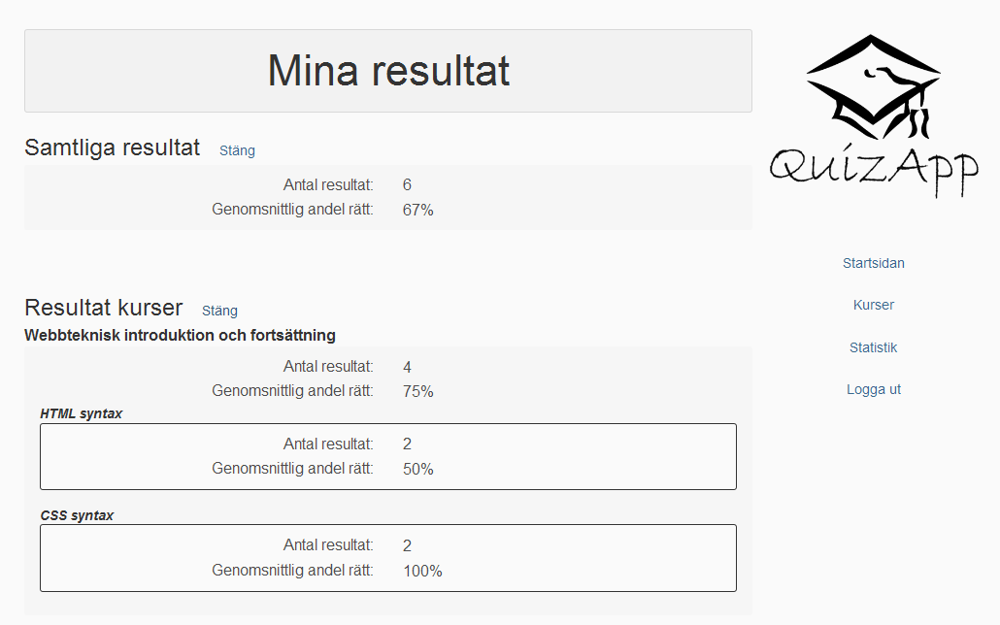 Mina resultat
QuizApp
Samtliga resultat Stäng
Antal resultat: 6
Genomsnittlig andel rätt: 67%
Startsidan
Kurser
Statistik
Logga ut
Resultat kurser Stäng
Webbteknisk introduktion och fortsättning
Antal resultat: 4
Genomsnittlig andel rätt: 75%
HTML syntax
Antal resultat: 2
Genomsnittlig andel rätt: 50%
CSS syntax
Antal resultat: 2
Genomsnittlig andel rätt: 100%